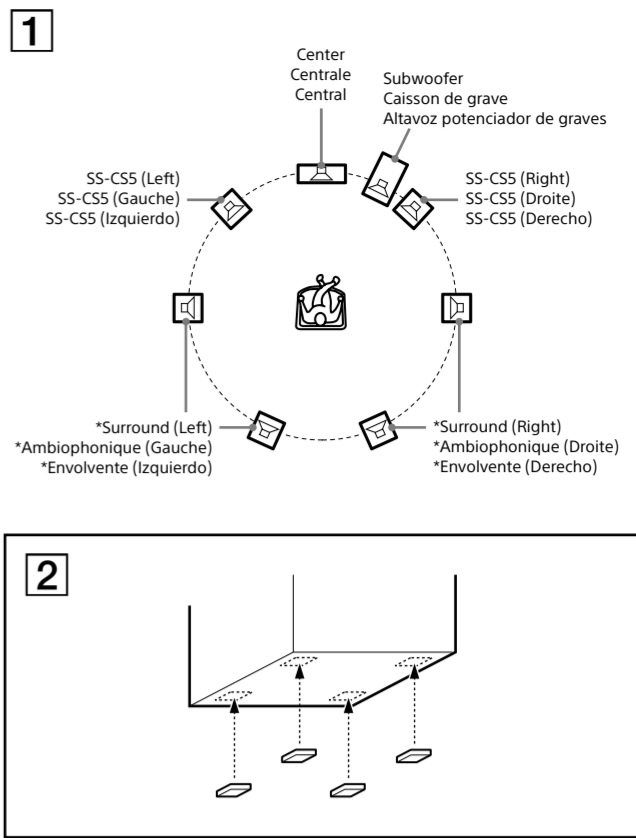 1
Center
Centrale
Central
Subwoofer
Caisson de grave
Altavoz potenciador de graves
SS-CS5 (Left)
SS-CS5 (Gauche)
SS-CS5 (Izquierdo)
SS-CS5 (Right)
SS-CS5 (Droite)
SS-CS5 (Derecho)
*Surround (Left)
*Ambiophonique (Gauche)
*Envolvente (Izquierdo)
*Surround (Right)
*Ambiophonique (Droite)
*Envolvente (Derecho)
2